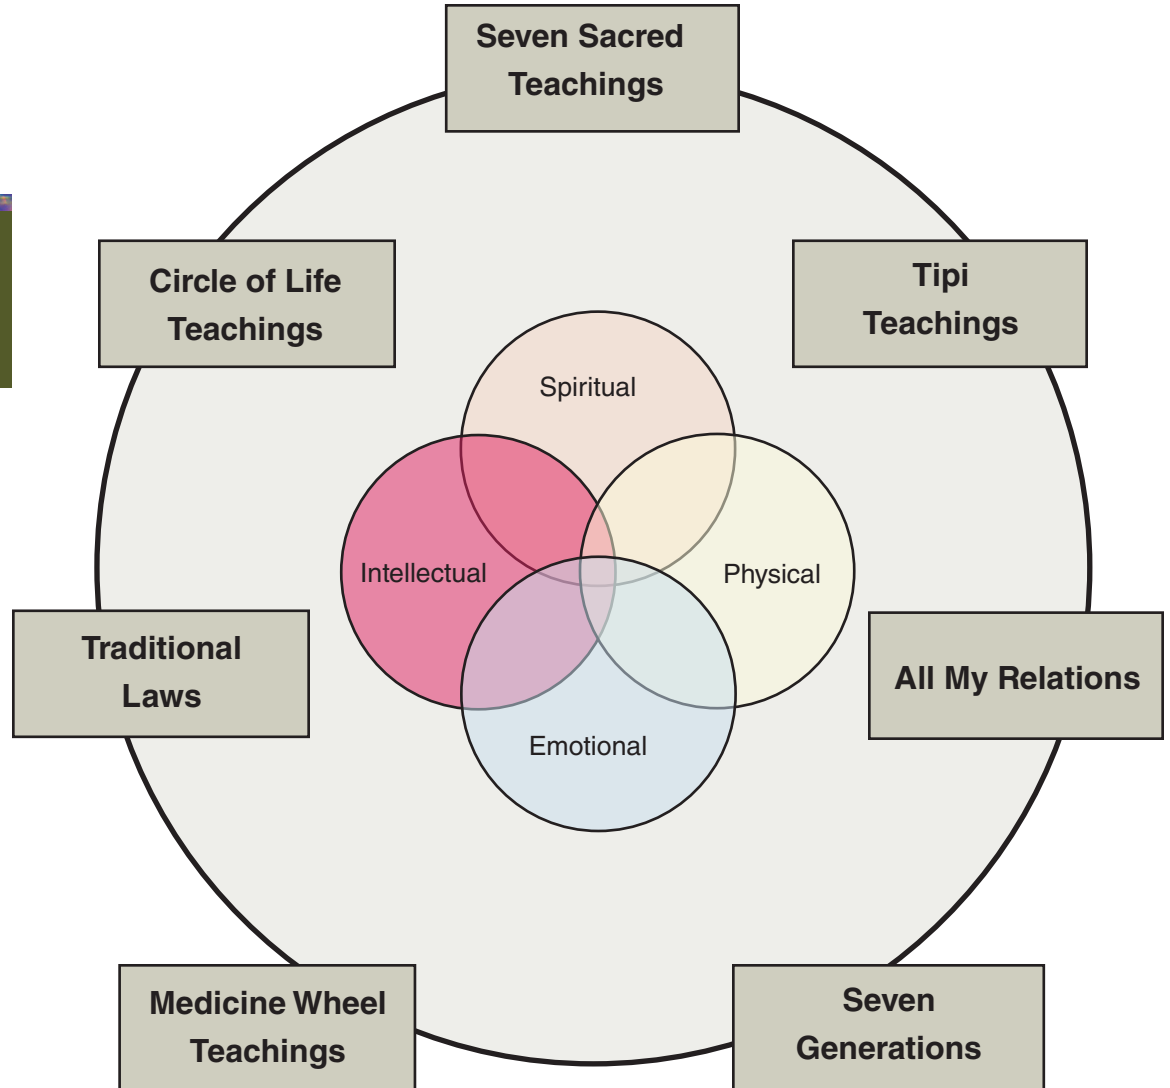 Seven Sacred
Teachings
Circle of Life
Teachings
Tipi
Teachings
Spiritual
Intellectual
Physical
Traditional
Laws
All My Relations
Emotional
Medicine Wheel
Teachings
Seven
Generations